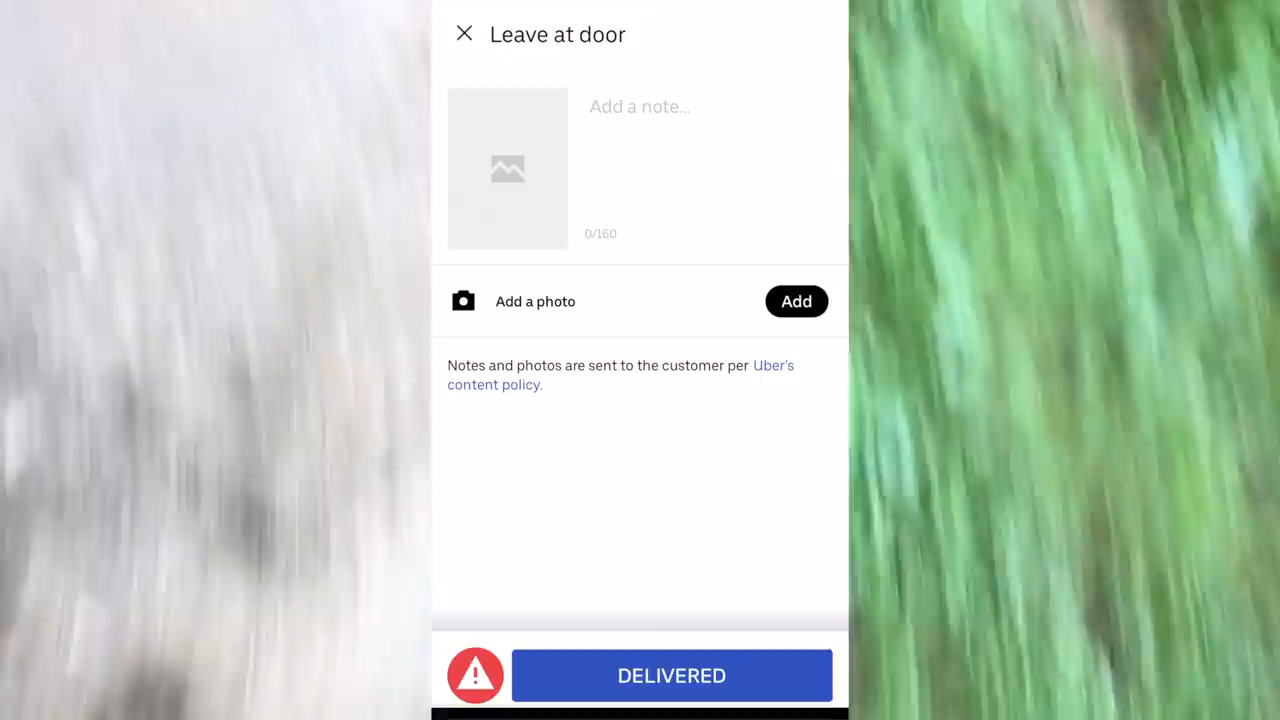 Leave at door
Add a note...
0/160
Add a photo
Add
Notes and photos are sent to the customer per Uber's
content policy.
DELIVERED